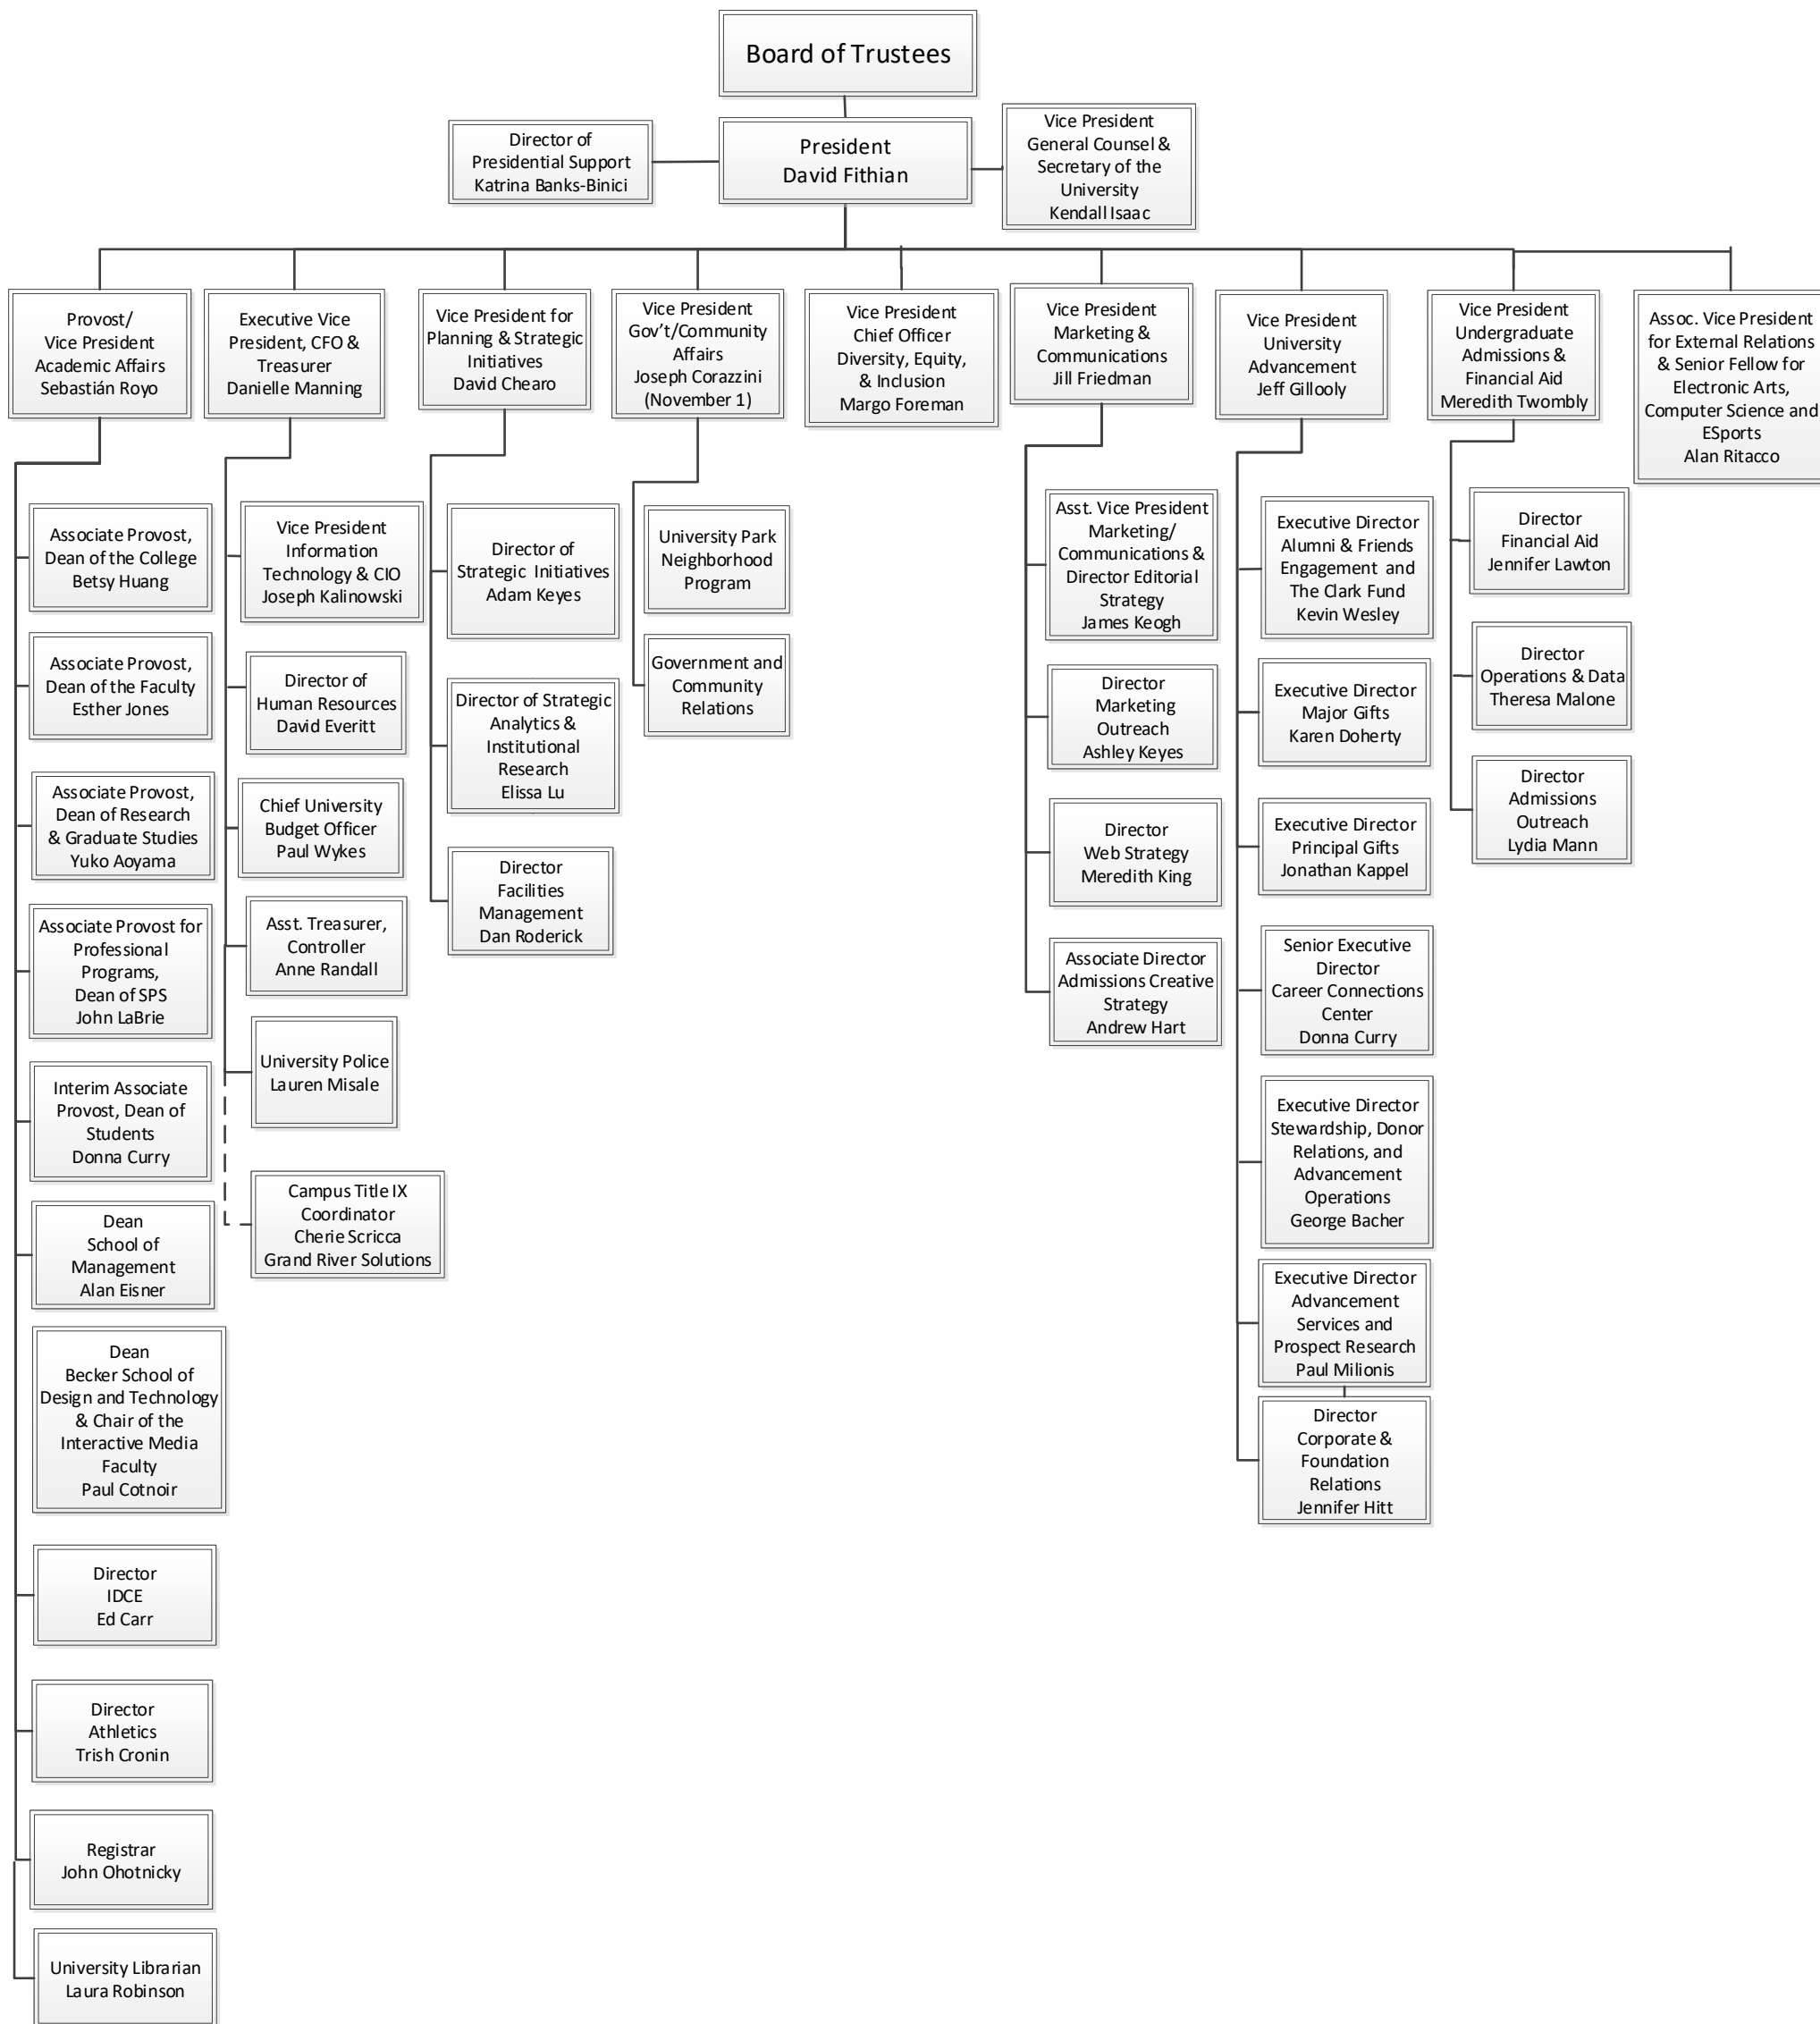 Board of Trustees
Director of
Presidential Support
Katrina Banks-Binici
President
David Fithian
Vice President
General Counsel &
Secretary of the
University
Kendall Isaac
Provost/
Vice President
Academic Affairs
Sebastián Royo
Executive Vice
President, CFO &
Treasurer
Danielle Manning
Vice President for
Planning & Strategic
Initiatives
David Chearo
Vice President
Gov’t/Community
Affairs
Joseph Corazzini
(November 1)
Vice President
Chief Officer
Diversity, Equity,
& Inclusion
Margo Foreman
Vice President
Marketing &
Communications
Jill Friedman
Vice President
University
Advancement
Jeff Gillooly
Vice President
Undergraduate
Admissions &
Financial Aid
Meredith Twombly
Assoc. Vice President
for External Relations
& Senior Fellow for
Electronic Arts,
Computer Science and
ESports
Alan Ritacco
Associate Provost,
Dean of the College
Betsy Huang
Associate Provost,
Dean of the Faculty
Esther Jones
Associate Provost,
Dean of Research
& Graduate Studies
Yuko Aoyama
Associate Provost for
Professional
Programs,
Dean of SPS
John LaBrie
Interim Associate
Provost, Dean of
Students
Donna Curry
Dean
School of
Management
Alan Eisner
Dean
Becker School of
Design and Technology
& Chair of the
Interactive Media
Faculty
Paul Cotnoir
Director
IDCE
Ed Carr
Director
Athletics
Trish Cronin
Registrar
John Ohotnicky
University Librarian
Laura Robinson
Vice President
Information
Technology & CIO
Joseph Kalinowski
Director of
Human Resources
David Everitt
Chief University
Budget Officer
Paul Wykes
Asst. Treasurer,
Controller
Anne Randall
University Police
Lauren Misale
Campus Title IX
Coordinator
Cherie Scricca
Grand River Solutions
Director of
Strategic Initiatives
Adam Keyes
Director of Strategic
Analytics &
Institutional
Research
Elissa Lu
Director
Facilities
Management
Dan Roderick
University Park
Neighborhood
Program
Government and
Community
Relations
Asst. Vice President
Marketing/
Communications &
Director Editorial
Strategy
James Keogh
Director
Marketing
Outreach
Ashley Keyes
Director
Web Strategy
Meredith King
Associate Director
Admissions Creative
Strategy
Andrew Hart
Executive Director
Alumni & Friends
Engagement and
The Clark Fund
Kevin Wesley
Executive Director
Major Gifts
Karen Doherty
Executive Director
Principal Gifts
Jonathan Kappel
Senior Executive
Director
Career Connections
Center
Donna Curry
Executive Director
Stewardship, Donor
Relations, and
Advancement
Operations
George Bacher
Executive Director
Advancement
Services and
Prospect Research
Paul Milionis
Director
Corporate &
Foundation
Relations
Jennifer Hitt
Director
Financial Aid
Jennifer Lawton
Director
Operations & Data
Theresa Malone
Director
Admissions
Outreach
Lydia Mann